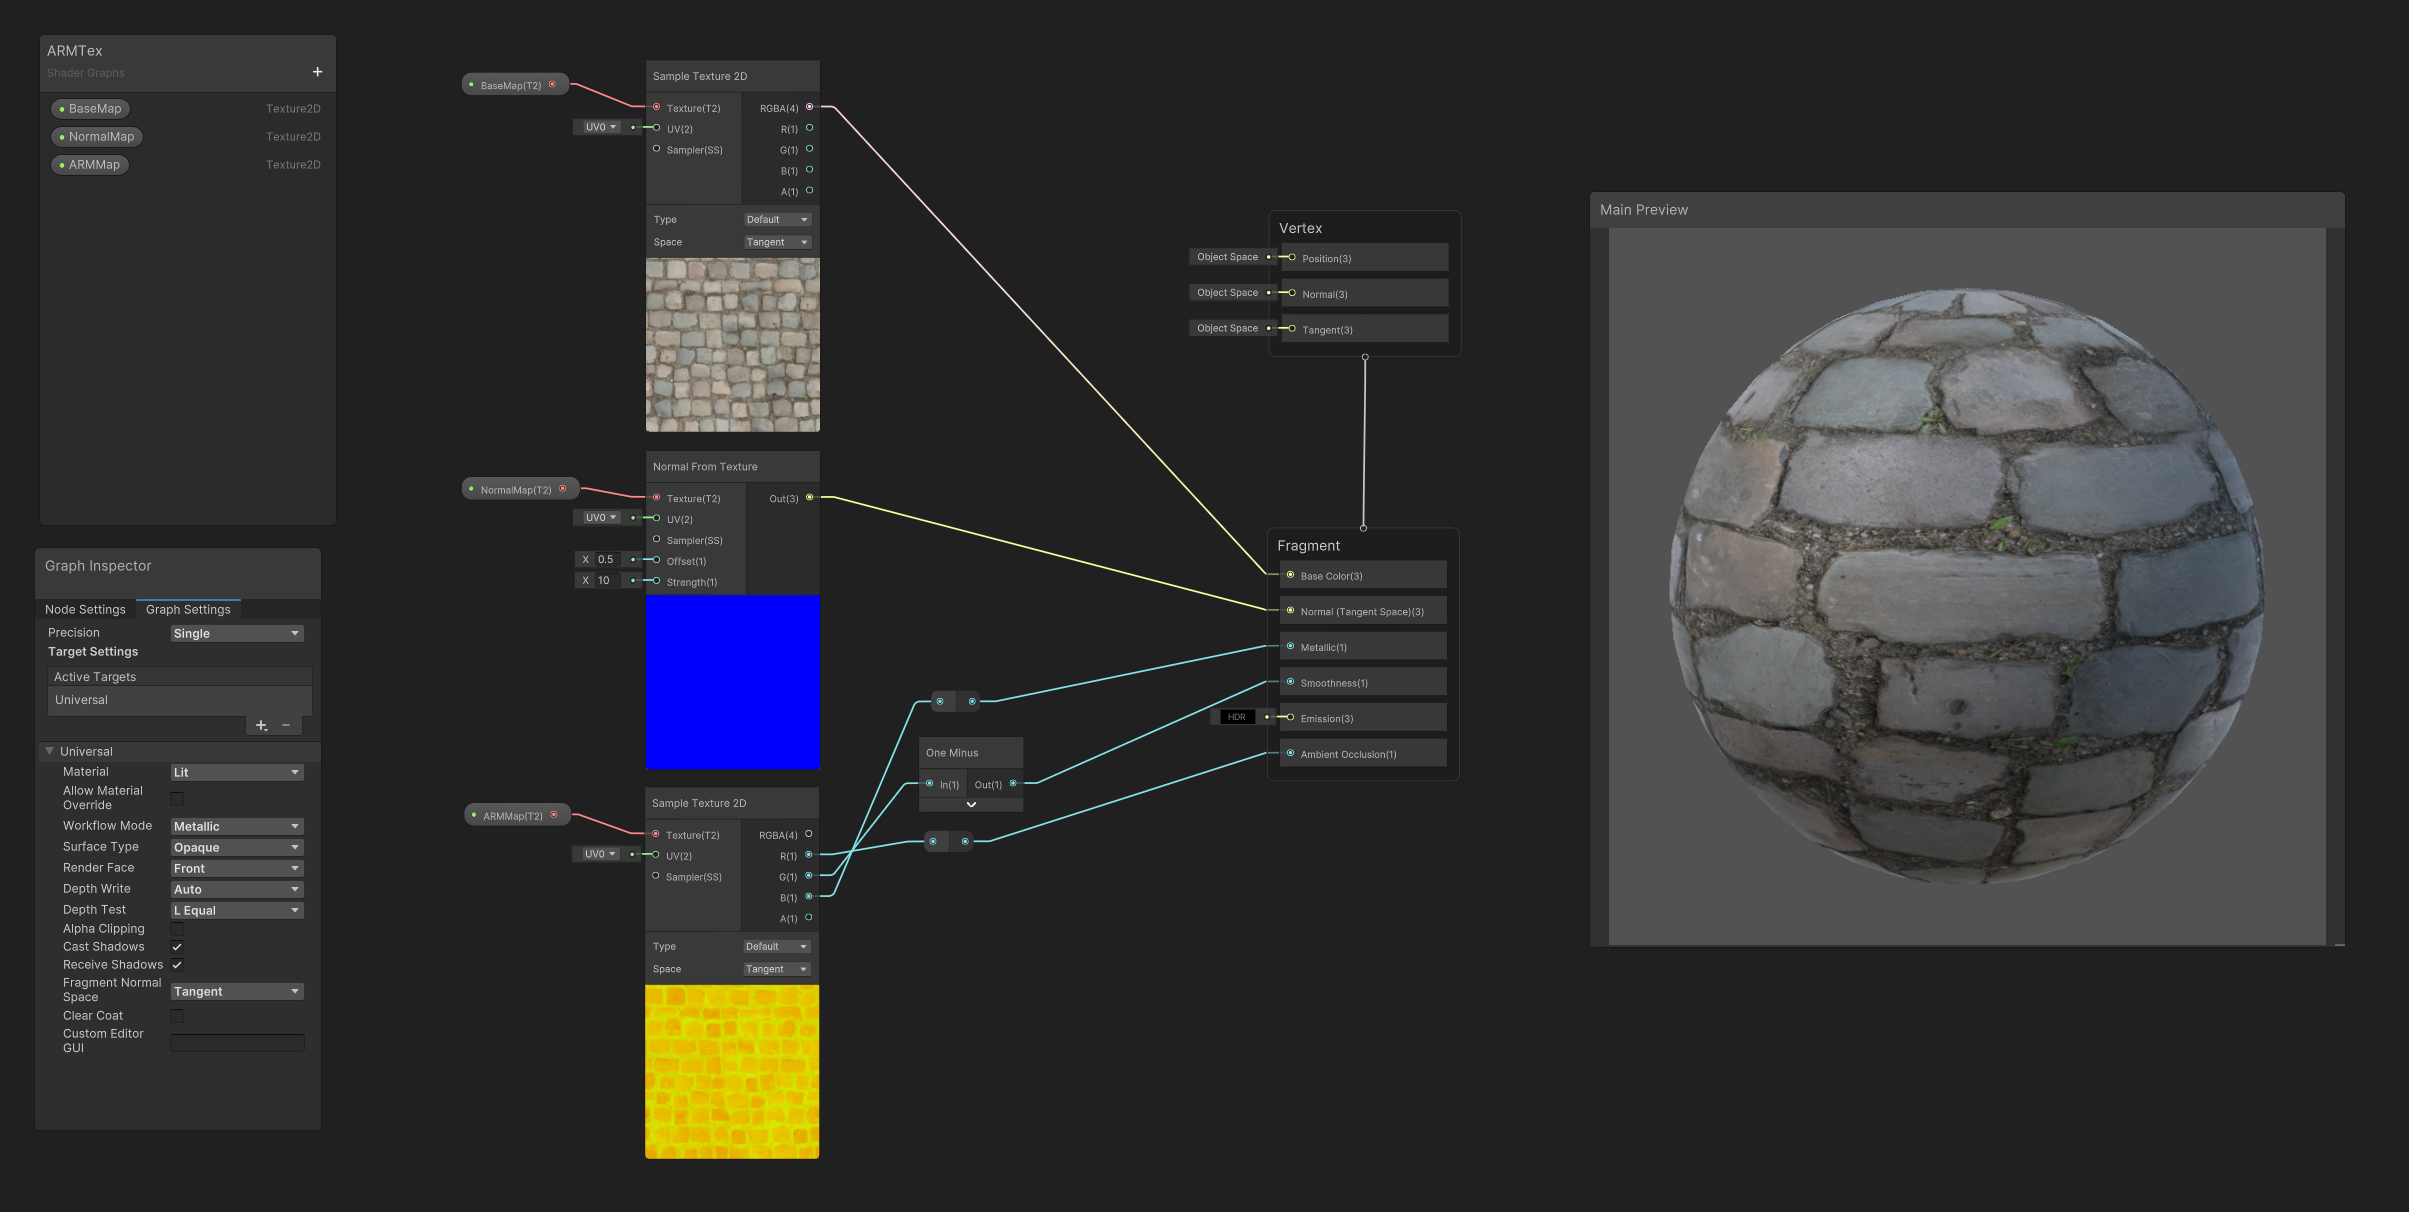 ARMTex
Shader Graphs
+
BaseMap Texture2D
NormalMap Texture2D
ARMMap Texture2D
Graph Inspector
Node Settings Graph Settings
Precision Single
Target Settings
Active Targets
Universal
+ −
Universal
Material Lit
Allow Material
Override
Workflow Mode Metallic
Surface Type Opaque
Render Face Front
Depth Write Auto
Depth Test L Equal
Alpha Clipping
Cast Shadows
Receive Shadows
Fragment Normal
Space Tangent
Clear Coat
Custom Editor
GUI
BaseMap(T2)
UV0
Sample Texture 2D
Texture(T2) RGBA(4)
UV(2) R(1)
Sampler(SS) G(1)
B(1)
A(1)
Type Default
Space Tangent
NormalMap(T2)
UV0
X 0.5
X 10
Normal From Texture
Texture(T2) Out(3)
UV(2)
Sampler(SS)
Offset(1)
Strength(1)
ARMMap(T2)
UV0
Sample Texture 2D
Texture(T2) RGBA(4)
UV(2) R(1)
Sampler(SS) G(1)
B(1)
A(1)
Type Default
Space Tangent
One Minus
In(1) Out(1)
Vertex
Object Space Position(3)
Object Space Normal(3)
Object Space Tangent(3)
Fragment
Base Color(3)
Normal (Tangent Space)(3)
Metallic(1)
Smoothness(1)
HDR Emission(3)
Ambient Occlusion(1)
Main Preview